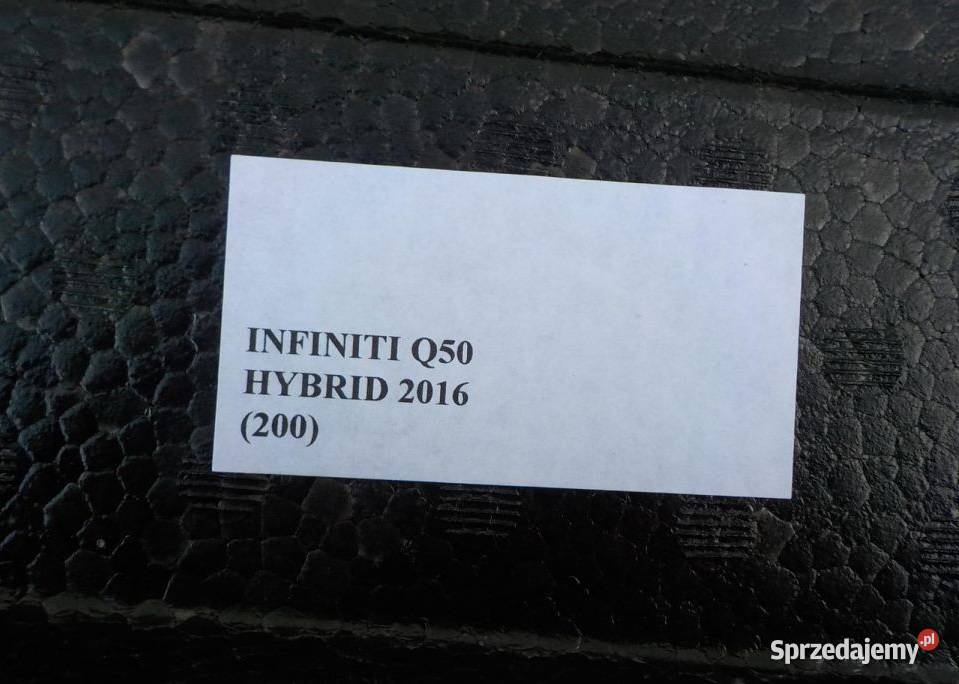 INFINITI Q50
HYBRID 2016
(200)
Sprzedajemy.pl